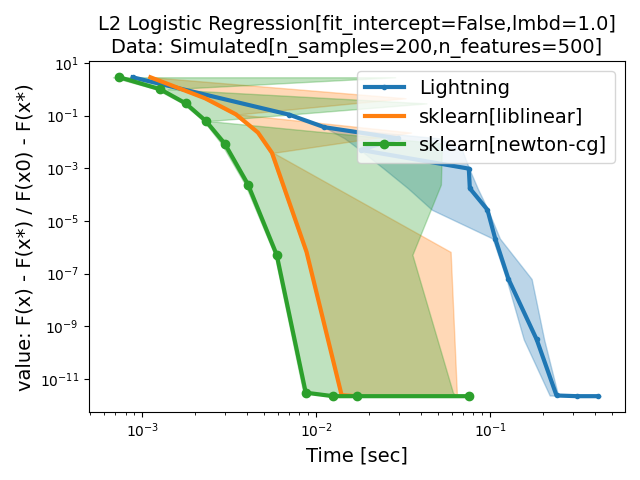 L2 Logistic Regression[fit_intercept=False,lmbd=1.0]
Data: Simulated[n_samples=200,n_features=500]
value: F(x) - F(x*) / F(x0) - F(x*)
10¹
10⁻¹
10⁻³
10⁻⁵
10⁻⁷
10⁻⁹
10⁻¹¹
Lightning
sklearn[liblinear]
sklearn[newton-cg]
10⁻³
10⁻²
10⁻¹
Time [sec]